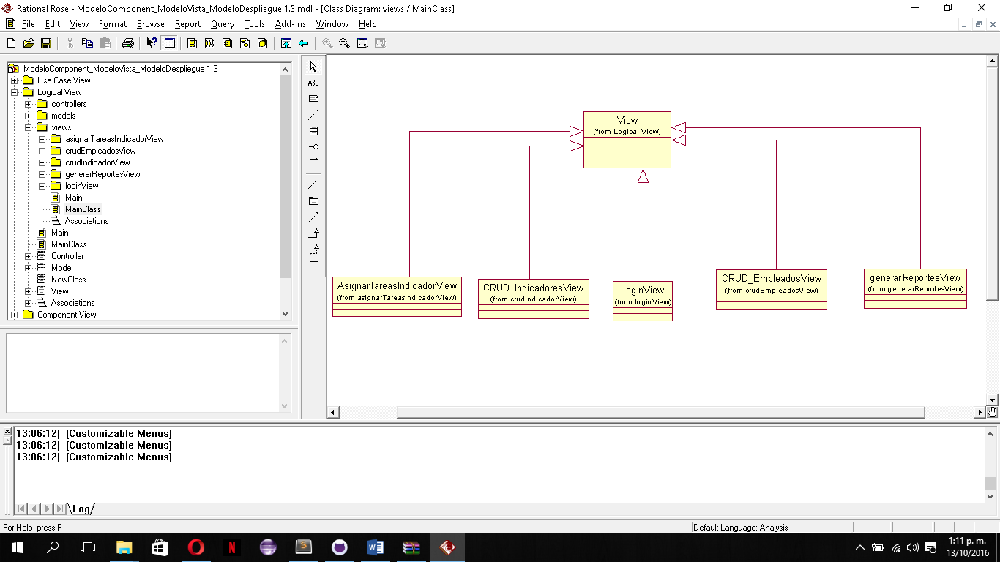 Rational Rose - ModeloComponent_ModeloVista_ModeloDespliegue 1.3.mdl - [Class Diagram: views / MainClass]
File Edit View Format Browse Report Query Tools Add-Ins Window Help
ModeloComponent_ModeloVista_ModeloDespliegue 1.3
Use Case View
Logical View
controllers
models
views
asignarTareasIndicadorView
crudEmpleadosView
crudIndicadorView
generarReportesView
loginView
Main
MainClass
Associations
Main
MainClass
Controller
Model
NewClass
View
Associations
Component View
ABC
View
(from Logical View)
AsignarTareasIndicadorView
(from asignarTareasIndicadorView)
CRUD_IndicadoresView
(from crudIndicadorView)
LoginView
(from loginView)
CRUD_EmpleadosView
(from crudEmpleadosView)
generarReportesView
(from generarReportesView)
13:06:12| [Customizable Menus]
13:06:12| [Customizable Menus]
13:06:12| [Customizable Menus]
Log
For Help, press F1
Default Language: Analysis
1:11 p. m.
13/10/2016